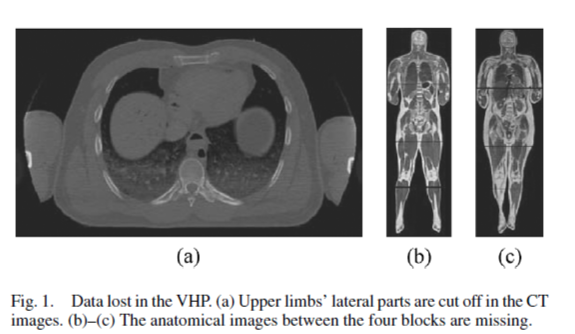 (a)
(b)
(c)
Fig. 1. Data lost in the VHP. (a) Upper limbs' lateral parts are cut off in the CT
images. (b)–(c) The anatomical images between the four blocks are missing.